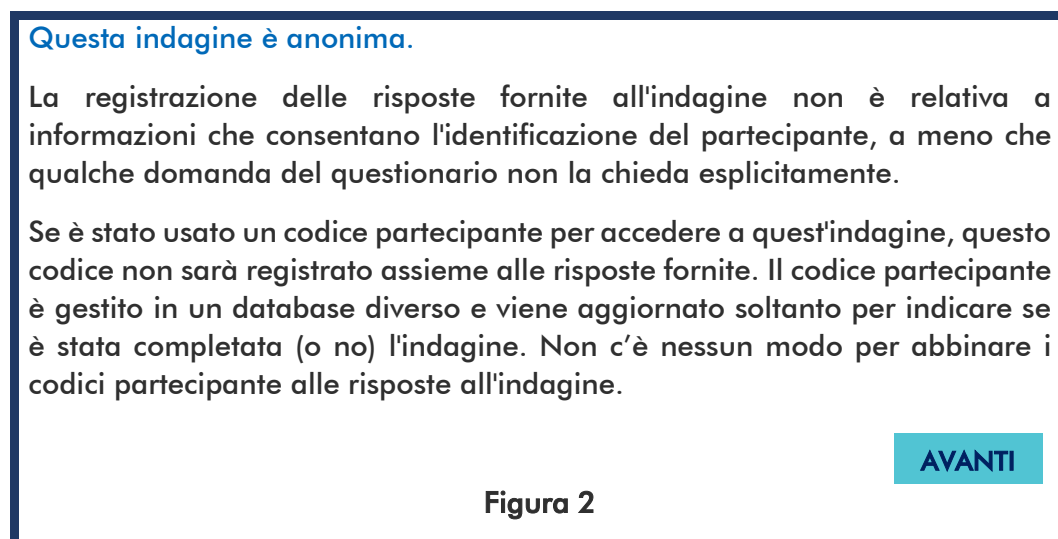 Questa indagine è anonima.
La registrazione delle risposte fornite all'indagine non è relativa a
informazioni che consentano l'identificazione del partecipante, a meno che
qualche domanda del questionario non la chieda esplicitamente.
Se è stato usato un codice partecipante per accedere a quest'indagine, questo
codice non sarà registrato assieme alle risposte fornite. Il codice partecipante
è gestito in un database diverso e viene aggiornato soltanto per indicare se
è stata completata (o no) l'indagine. Non c’è nessun modo per abbinare i
codici partecipante alle risposte all'indagine.
AVANTI
Figura 2